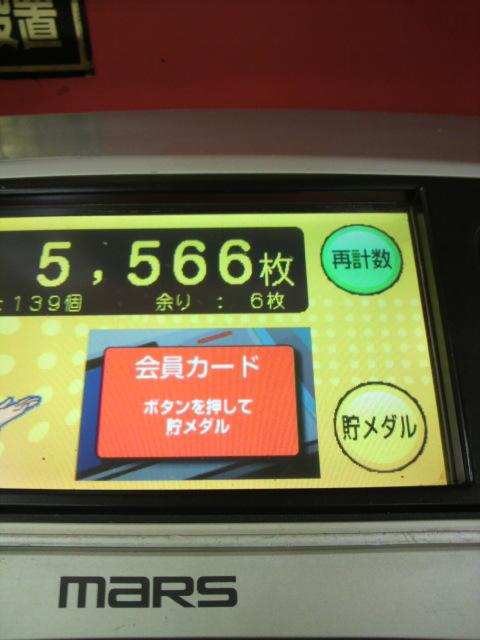 設置
5,566枚
:139個 余り : 6枚
再計数
会員カード
ボタンを押して
貯メダル
貯メダル
mars